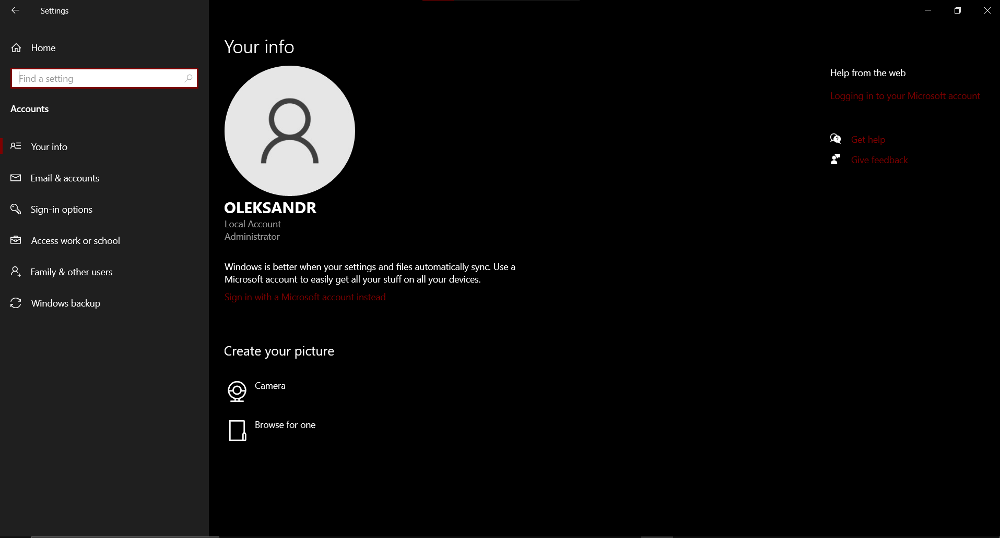 Settings
Home
Find a setting
Accounts
Your info
Email & accounts
Sign-in options
Access work or school
Family & other users
Windows backup
Your info
OLEKSANDR
Local Account
Administrator
Windows is better when your settings and files automatically sync. Use a
Microsoft account to easily get all your stuff on all your devices.
Sign in with a Microsoft account instead
Create your picture
Camera
Browse for one
Help from the web
Logging in to your Microsoft account
Get help
Give feedback